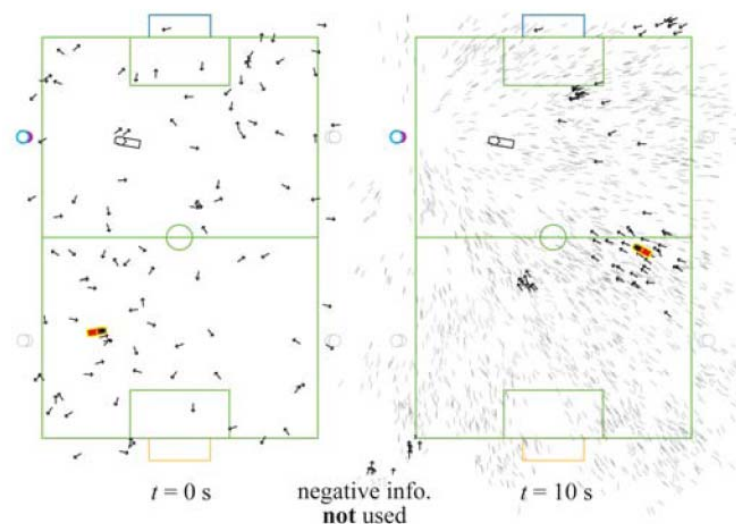 t = 0 s
negative info.
not used
t = 10 s